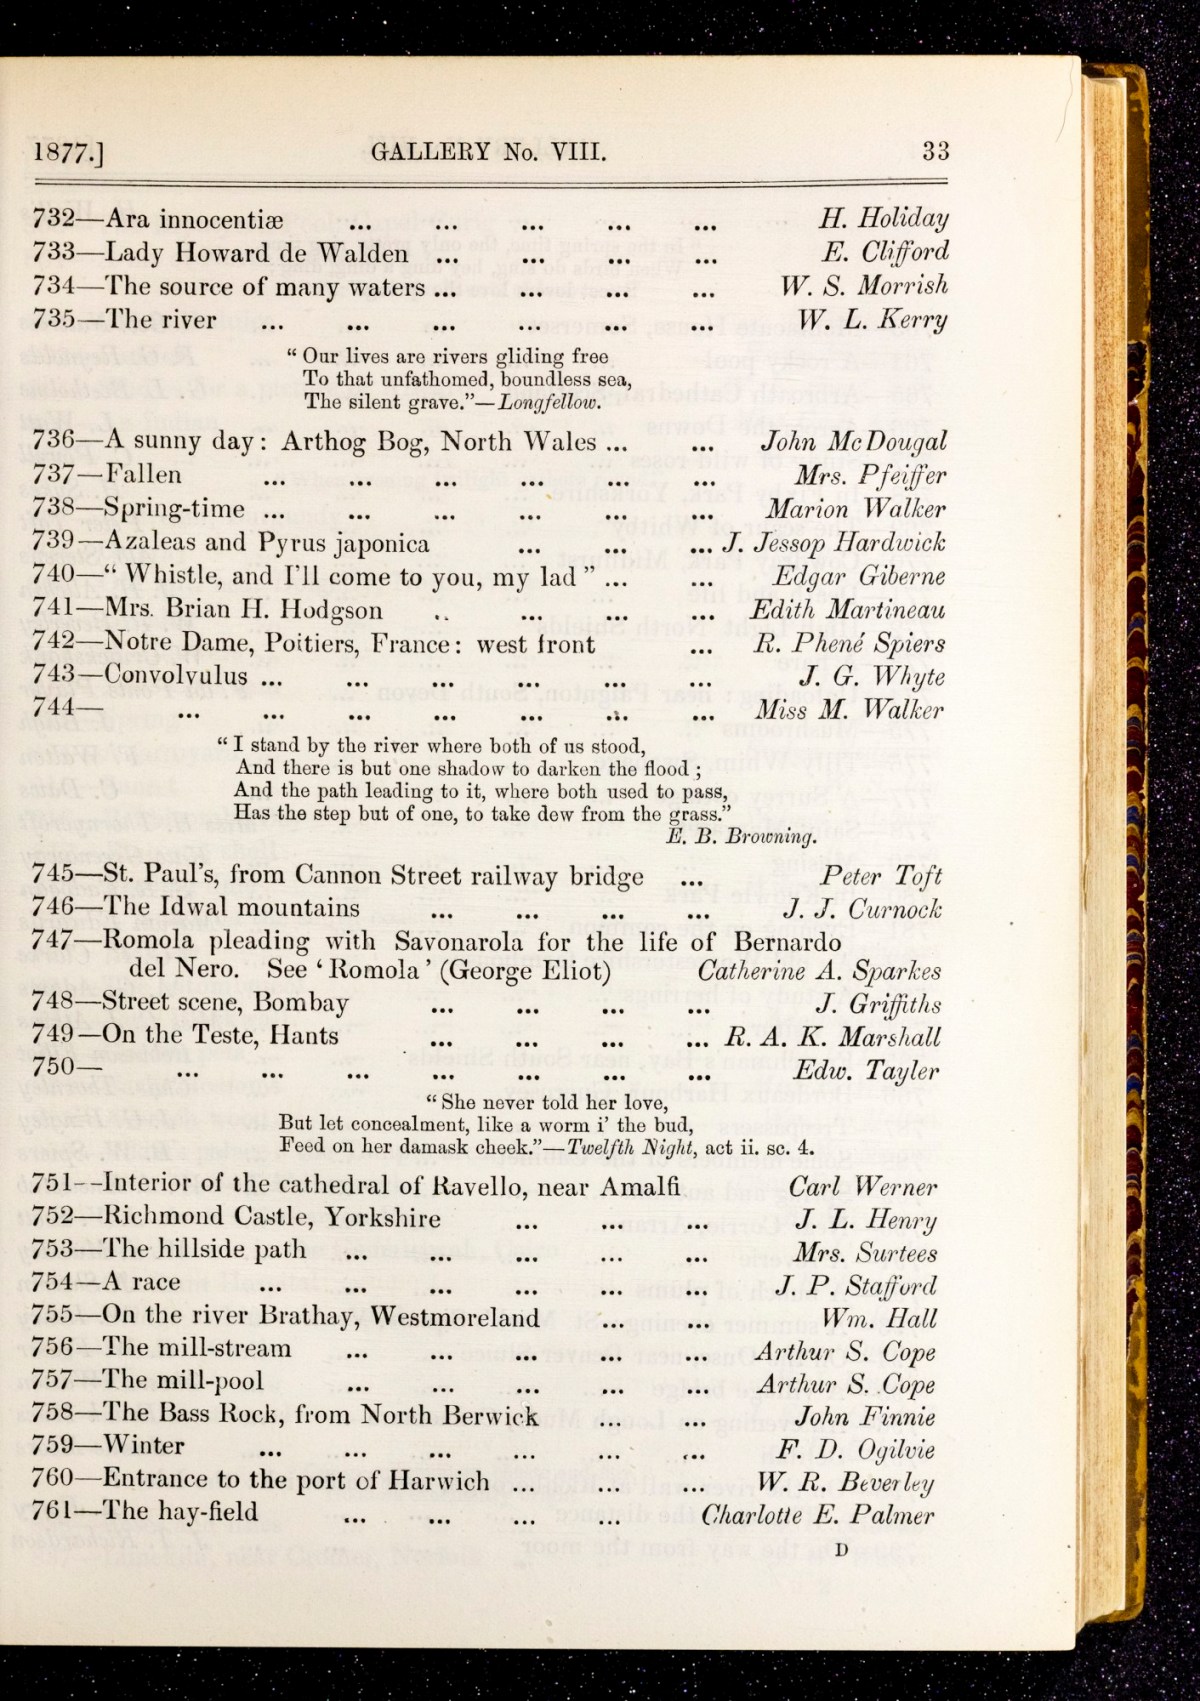 1877.] GALLERY No. VIII. 33
732—Ara innocentiæ ... ... ... ... ... H. Holiday
733—Lady Howard de Walden ... ... ... ... E. Clifford
734—The source of many waters ... ... ... ... W. S. Morrish
735—The river ... ... ... ... ... ... W. L. Kerry
“ Our lives are rivers gliding free
To that unfathomed, boundless sea,
The silent grave.”—Longfellow.
736—A sunny day : Arthog Bog, North Wales ... ... John McDougal
737—Fallen ... ... ... ... ... ... Mrs. Pfeiffer
738—Spring-time ... ... ... ... ... ... Marion Walker
739—Azaleas and Pyrus japonica ... ... ... J. Jessop Hardwick
740—“ Whistle, and I’ll come to you, my lad ” ... ... Edgar Giberne
741—Mrs. Brian H. Hodgson .. ... ... ... Edith Martineau
742—Notre Dame, Poitiers, France : west front ... R. Phené Spiers
743—Convolvulus ... ... ... ... ... ... J. G. Whyte
744— ... ... ... ... ... ... ... Miss M. Walker
“ I stand by the river where both of us stood,
And there is but one shadow to darken the flood ;
And the path leading to it, where both used to pass,
Has the step but of one, to take dew from the grass.”
E. B. Browning.
745—St. Paul’s, from Cannon Street railway bridge ... Peter Toft
746—The Idwal mountains ... ... ... ... J. J. Curnock
747—Romola pleading with Savonarola for the life of Bernardo
del Nero. See ‘ Romola ’ (George Eliot) Catherine A. Sparkes
748—Street scene, Bombay ... ... ... ... J. Griffiths
749—On the Teste, Hants ... ... ... ... R. A. K. Marshall
750— ... ... ... ... ... ... ... Edw. Tayler
“ She never told her love,
But let concealment, like a worm i’ the bud,
Feed on her damask cheek.”—Twelfth Night, act ii. sc. 4.
751--Interior of the cathedral of Ravello, near Amalfi Carl Werner
752—Richmond Castle, Yorkshire ... ... ... J. L. Henry
753—The hillside path ... ... ... ... ... Mrs. Surtees
754—A race ... ... ... ... ... ... J. P. Stafford
755—On the river Brathay, Westmoreland ... ... Wm. Hall
756—The mill-stream ... ... ... ... ... Arthur S. Cope
757—The mill-pool ... ... ... ... ... Arthur S. Cope
758—The Bass Rock, from North Berwick ... ... John Finnie
759—Winter ... ... ... ... ... ... F. D. Ogilvie
760—Entrance to the port of Harwich ... ... ... W. R. Beverley
761—The hay-field ... ... ... ... Charlotte E. Palmer
D